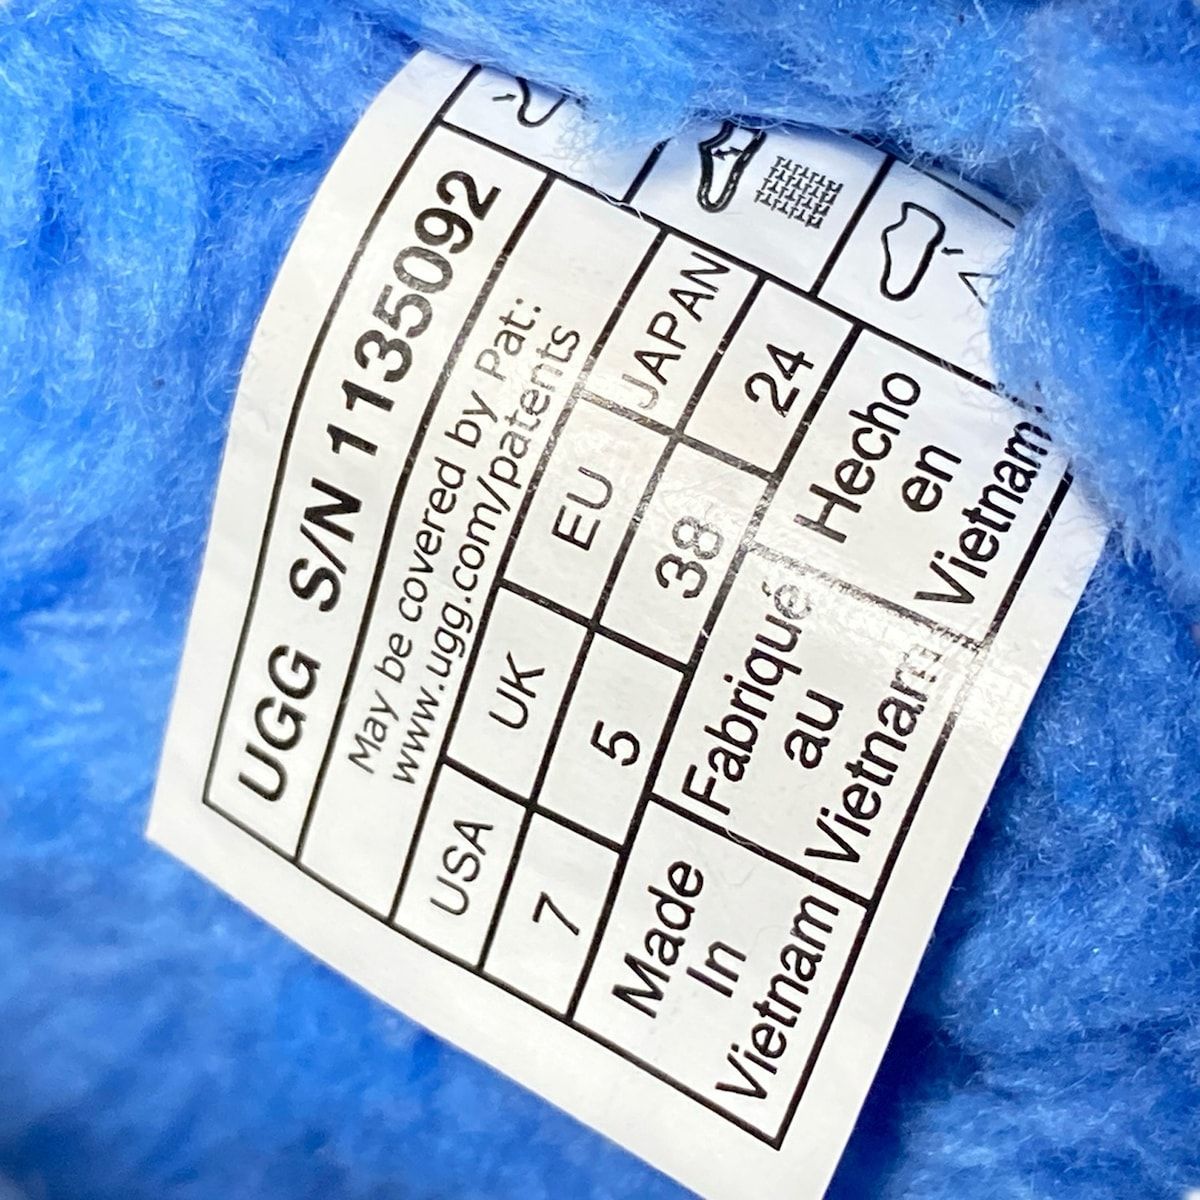 UGG S/N 1135092
May be covered by Pat:
www.ugg.com/patents
USA UK EU JAPAN
7 5 38 24
Made In Vietnam
Fabriqué au Vietnam
Hecho en Vietnam